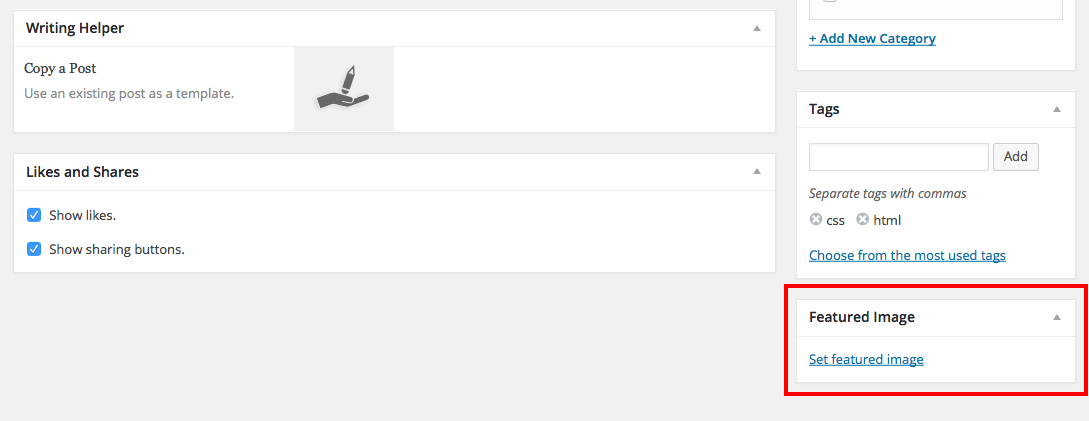 Writing Helper
Copy a Post
Use an existing post as a template.
Likes and Shares
Show likes.
Show sharing buttons.
+ Add New Category
Tags
Add
Separate tags with commas
css html
Choose from the most used tags
Featured Image
Set featured image